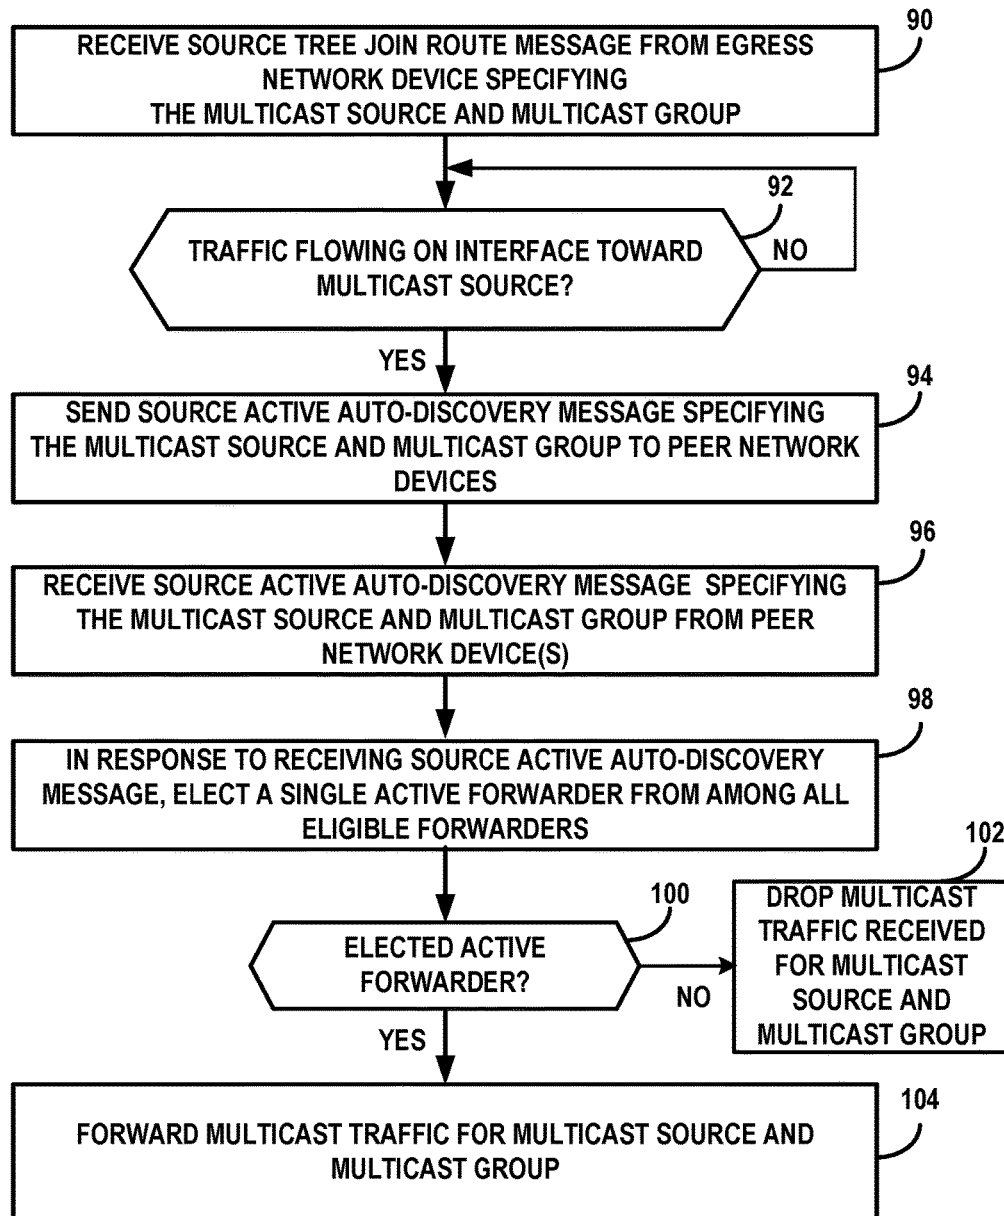 90
RECEIVE SOURCE TREE JOIN ROUTE MESSAGE FROM EGRESS
NETWORK DEVICE SPECIFYING
THE MULTICAST SOURCE AND MULTICAST GROUP
92
TRAFFIC FLOWING ON INTERFACE TOWARD
MULTICAST SOURCE?
NO
YES
94
SEND SOURCE ACTIVE AUTO-DISCOVERY MESSAGE SPECIFYING
THE MULTICAST SOURCE AND MULTICAST GROUP TO PEER NETWORK
DEVICES
96
RECEIVE SOURCE ACTIVE AUTO-DISCOVERY MESSAGE SPECIFYING
THE MULTICAST SOURCE AND MULTICAST GROUP FROM PEER
NETWORK DEVICE(S)
98
IN RESPONSE TO RECEIVING SOURCE ACTIVE AUTO-DISCOVERY
MESSAGE, ELECT A SINGLE ACTIVE FORWARDER FROM AMONG ALL
ELIGIBLE FORWARDERS
100
ELECTED ACTIVE
FORWARDER?
NO
YES
102
DROP MULTICAST
TRAFFIC RECEIVED
FOR MULTICAST
SOURCE AND
MULTICAST GROUP
104
FORWARD MULTICAST TRAFFIC FOR MULTICAST SOURCE AND
MULTICAST GROUP